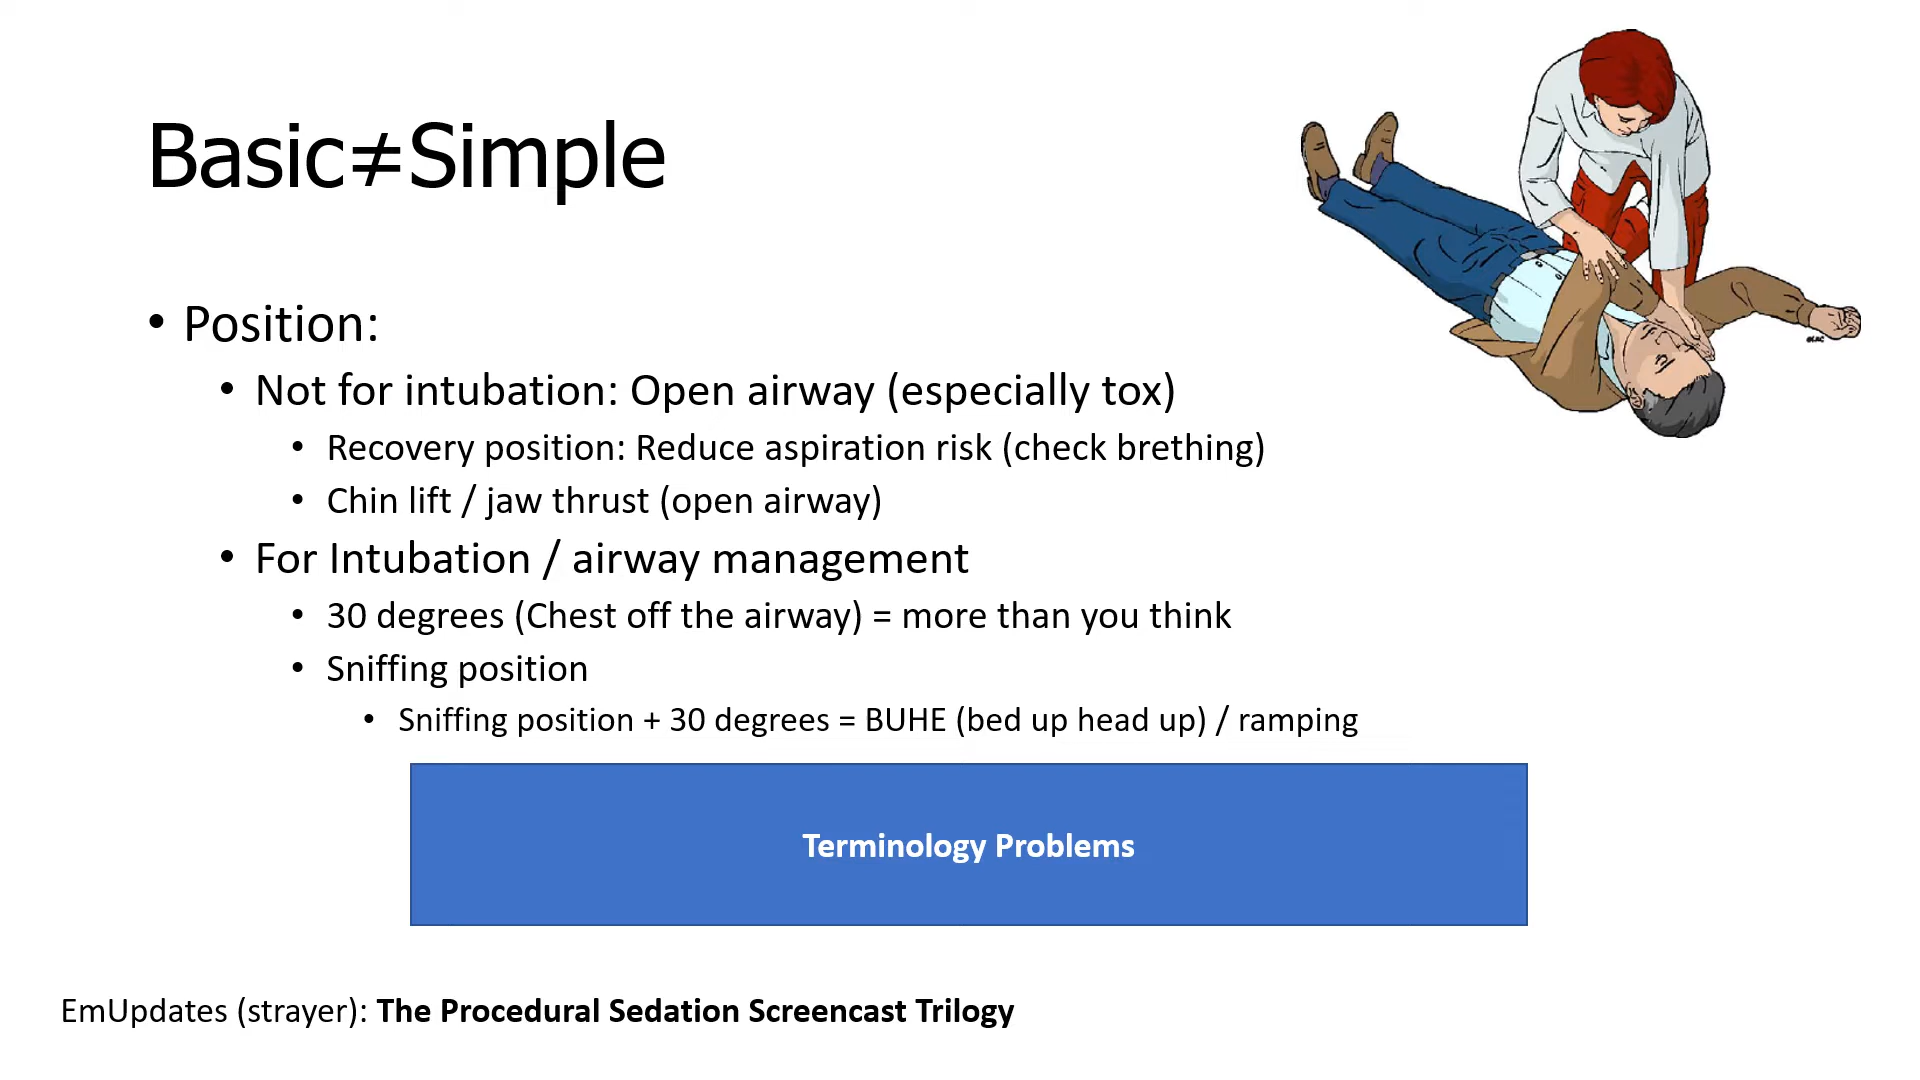 Basic≠Simple
• Position:
• Not for intubation: Open airway (especially tox)
• Recovery position: Reduce aspiration risk (check brething)
• Chin lift / jaw thrust (open airway)
• For Intubation / airway management
• 30 degrees (Chest off the airway) = more than you think
• Sniffing position
• Sniffing position + 30 degrees = BUHE (bed up head up) / ramping
Terminology Problems
EmUpdates (strayer): The Procedural Sedation Screencast Trilogy